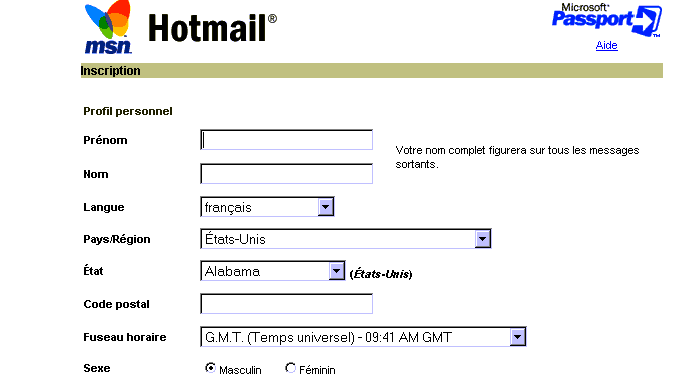 msn Hotmail®
Microsoft® Passport TM
Aide
Inscription
Profil personnel
Prénom
Votre nom complet figurera sur tous les messages
sortants.
Nom
Langue français
Pays/Région États-Unis
État Alabama (États-Unis)
Code postal
Fuseau horaire G.M.T. (Temps universel) - 09:41 AM GMT
Sexe Masculin Féminin